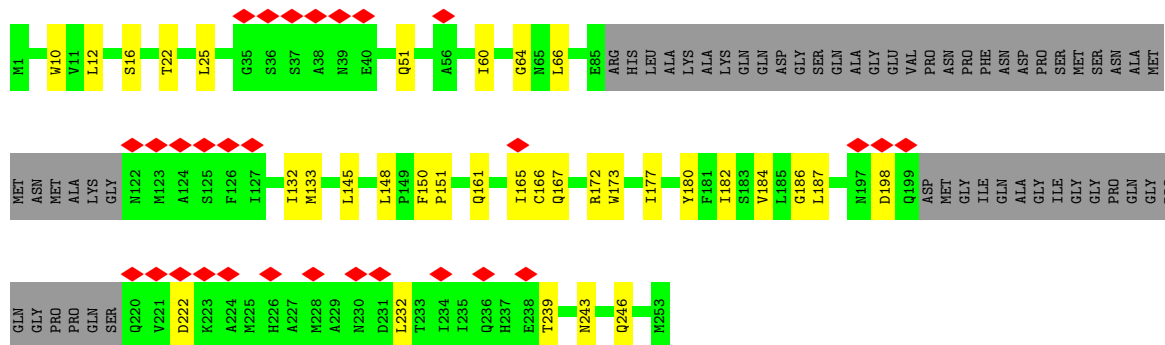 M1 W10 V11 L12 S16 T22 L25 G35 S36 S37 A38 N39 E40 Q51 A56 I60 G64 N65 L66 E85 ARG HIS LEU ALA LYS ALA LYS GLN GLN ASP GLY SER GLN ALA GLY GLU VAL PRO ASN PRO PHE ASN ASP PRO SER MET SER ASN ALA MET
MET ASN MET ALA LYS GLY N122 M123 A124 S125 F126 I127 I132 M133 L145 L148 P149 F150 P151 Q161 I165 C166 Q167 R172 W173 I177 Y180 F181 I182 S183 V184 L185 G186 L187 N197 D198 Q199 ASP MET GLY ILE GLN ALA GLY ILE GLY GLY PRO GLN GLY
GLN GLY PRO PRO GLN SER Q220 V221 D222 K223 A224 M225 H226 A227 M228 A229 N230 D231 L232 T233 I234 I235 Q236 H237 E238 T239 N243 Q246 M253